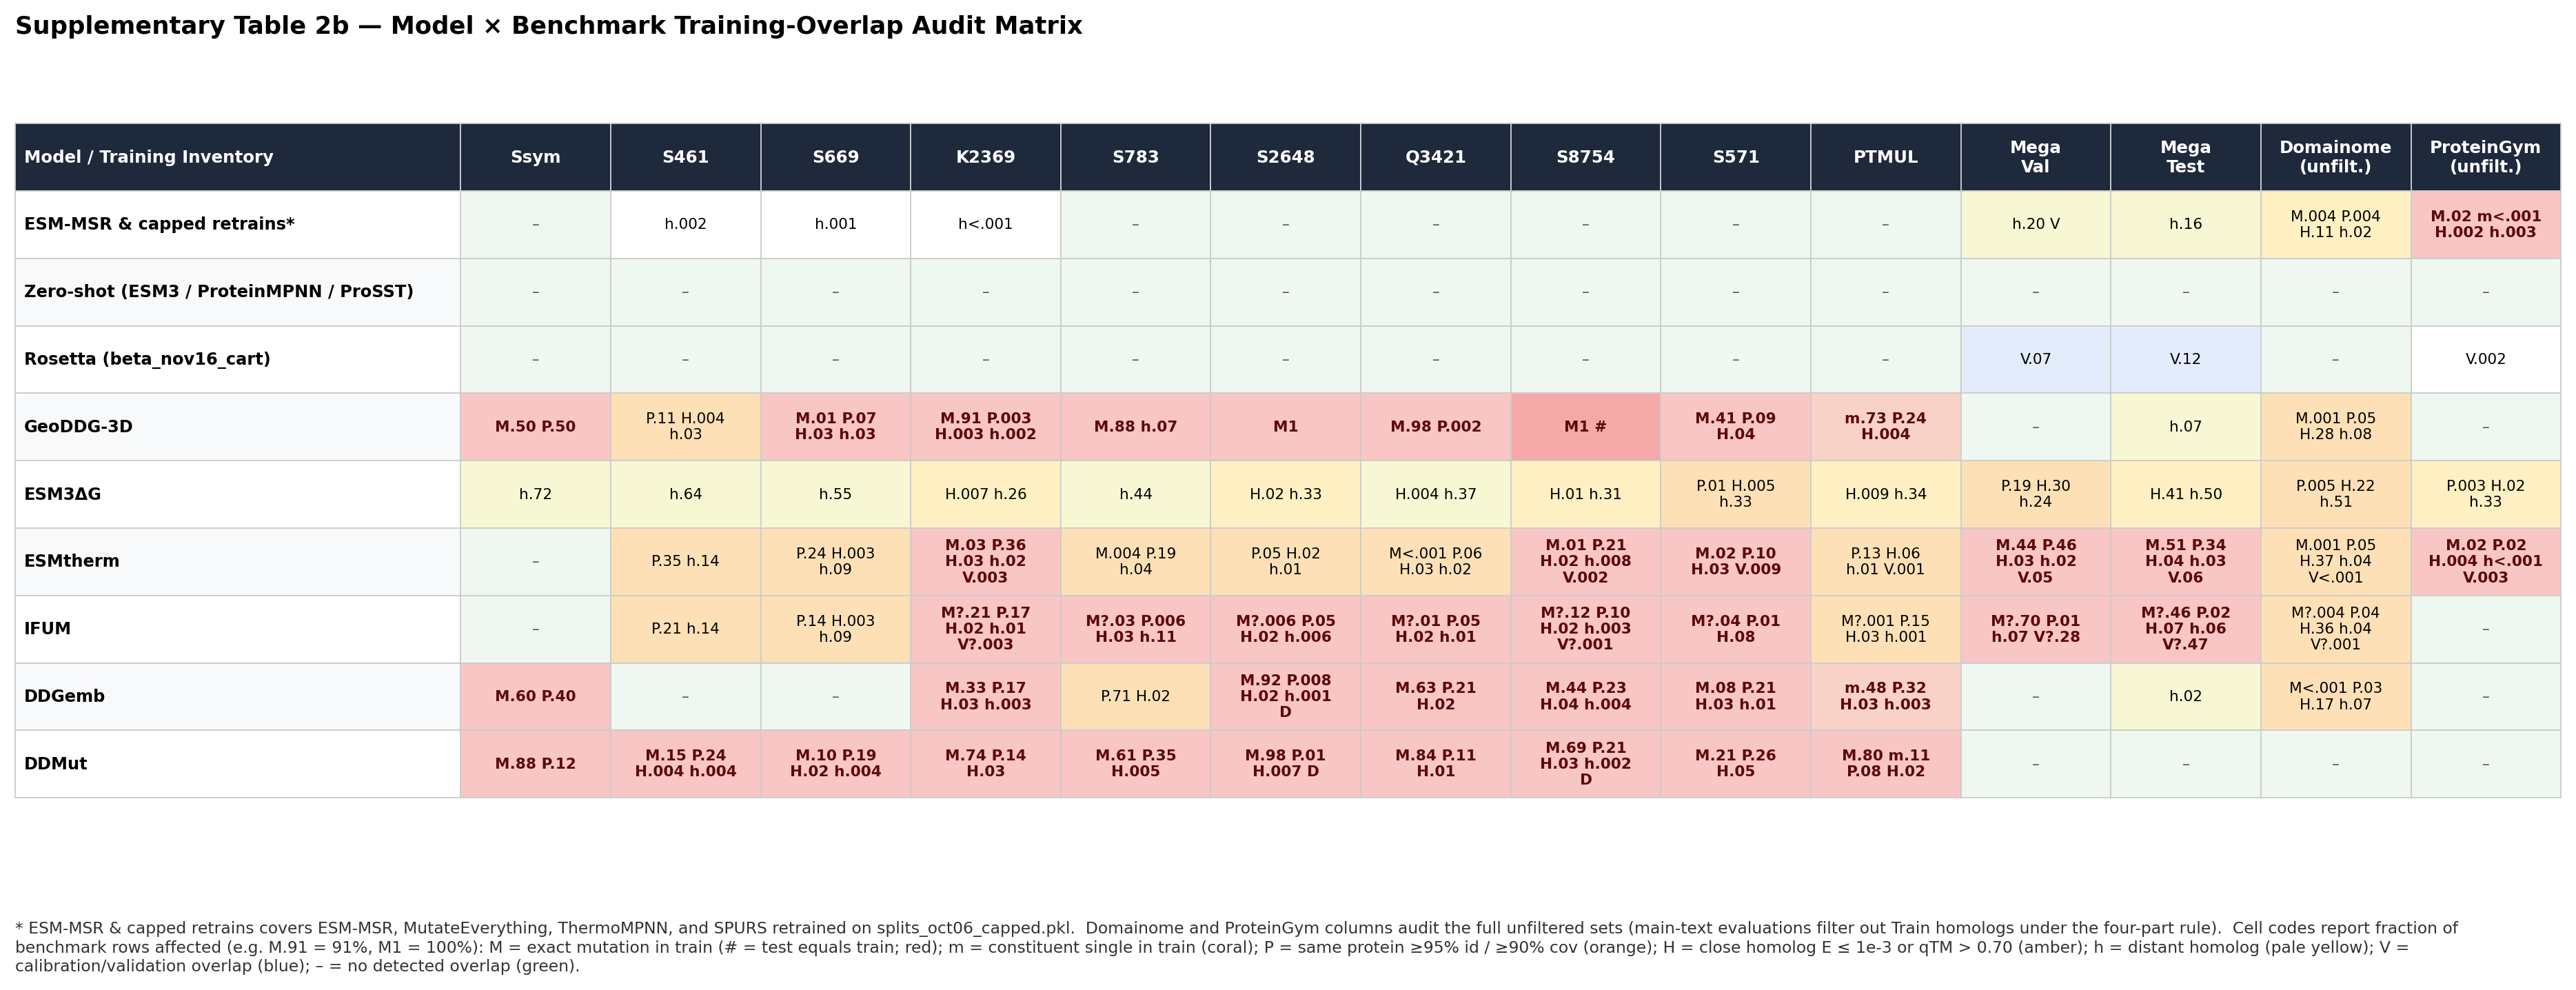 Supplementary Table 2b — Model × Benchmark Training-Overlap Audit Matrix
Model / Training Inventory Ssym S461 S669 K2369 S783 S2648 Q3421 S8754 S571 PTMUL Mega Val Mega Test Domainome (unfilt.) ProteinGym (unfilt.)
ESM-MSR & capped retrains* – h.002 h.001 h<.001 – – – – – – h.20 V h.16 M.004 P.004 H.11 h.02 M.02 m<.001 H.002 h.003
Zero-shot (ESM3 / ProteinMPNN / ProSST) – – – – – – – – – – – – – –
Rosetta (beta_nov16_cart) – – – – – – – – – – V.07 V.12 – V.002
GeoDDG-3D M.50 P.50 P.11 H.004 h.03 M.01 P.07 H.03 h.03 M.91 P.003 H.003 h.002 M.88 h.07 M1 M.98 P.002 M1 # M.41 P.09 H.04 m.73 P.24 H.004 – h.07 M.001 P.05 H.28 h.08 –
ESM3ΔG h.72 h.64 h.55 H.007 h.26 h.44 H.02 h.33 H.004 h.37 H.01 h.31 P.01 H.005 h.33 H.009 h.34 P.19 H.30 h.24 H.41 h.50 P.005 H.22 h.51 P.003 H.02 h.33
ESMtherm – P.35 h.14 P.24 H.003 h.09 M.03 P.36 H.03 h.02 V.003 M.004 P.19 h.04 P.05 H.02 h.01 M<.001 P.06 H.03 h.02 M.01 P.21 H.02 h.008 V.002 M.02 P.10 H.03 V.009 P.13 H.06 h.01 V.001 M.44 P.46 H.03 h.02 V.05 M.51 P.34 H.04 h.03 V.06 M.001 P.05 H.37 h.04 V<.001 M.02 P.02 H.004 h<.001 V.003
IFUM – P.21 h.14 P.14 H.003 h.09 M?.21 P.17 H.02 h.01 V?.003 M?.03 P.006 H.03 h.11 M?.006 P.05 H.02 h.006 M?.01 P.05 H.02 h.01 M?.12 P.10 H.02 h.003 V?.001 M?.04 P.01 H.08 M?.001 P.15 H.03 h.001 M?.70 P.01 h.07 V?.28 M?.46 P.02 H.07 h.06 V?.47 M?.004 P.04 H.36 h.04 V?.001 –
DDGemb M.60 P.40 – – M.33 P.17 H.03 h.003 P.71 H.02 M.92 P.008 H.02 h.001 D M.63 P.21 H.02 M.44 P.23 H.04 h.004 M.08 P.21 H.03 h.01 m.48 P.32 H.03 h.003 – h.02 M<.001 P.03 H.17 h.07 –
DDMut M.88 P.12 M.15 P.24 H.004 h.004 M.10 P.19 H.02 h.004 M.74 P.14 H.03 M.61 P.35 H.005 M.98 P.01 H.007 D M.84 P.11 H.01 M.69 P.21 H.03 h.002 D M.21 P.26 H.05 M.80 m.11 P.08 H.02 – – – –
* ESM-MSR & capped retrains covers ESM-MSR, MutateEverything, ThermoMPNN, and SPURS retrained on splits_oct06_capped.pkl. Domainome and ProteinGym columns audit the full unfiltered sets (main-text evaluations filter out Train homologs under the four-part rule). Cell codes report fraction of
benchmark rows affected (e.g. M.91 = 91%, M1 = 100%): M = exact mutation in train (# = test equals train; red); m = constituent single in train (coral); P = same protein ≥95% id / ≥90% cov (orange); H = close homolog E ≤ 1e-3 or qTM > 0.70 (amber); h = distant homolog (pale yellow); V =
calibration/validation overlap (blue); – = no detected overlap (green).